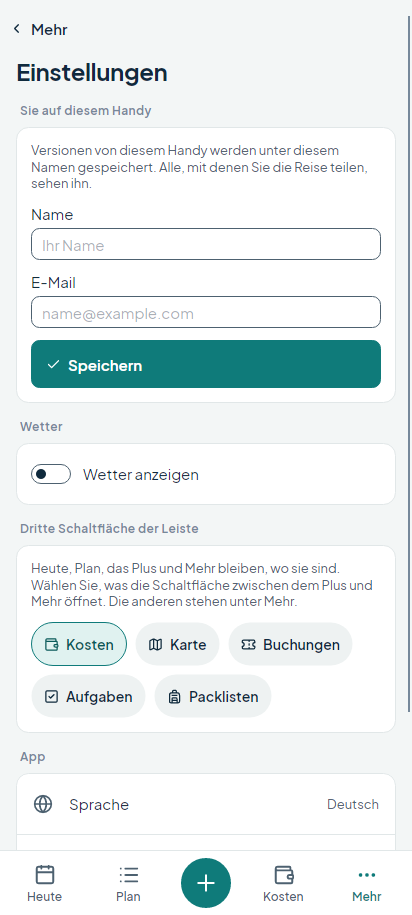 Mehr
Einstellungen
Sie auf diesem Handy
Versionen von diesem Handy werden unter diesem
Namen gespeichert. Alle, mit denen Sie die Reise teilen,
sehen ihn.
Name
Ihr Name
E-Mail
name@example.com
Speichern
Wetter
Wetter anzeigen
Dritte Schaltfläche der Leiste
Heute, Plan, das Plus und Mehr bleiben, wo sie sind.
Wählen Sie, was die Schaltfläche zwischen dem Plus und
Mehr öffnet. Die anderen stehen unter Mehr.
Kosten Karte Buchungen
Aufgaben Packlisten
App
Sprache Deutsch
Heute Plan Kosten Mehr